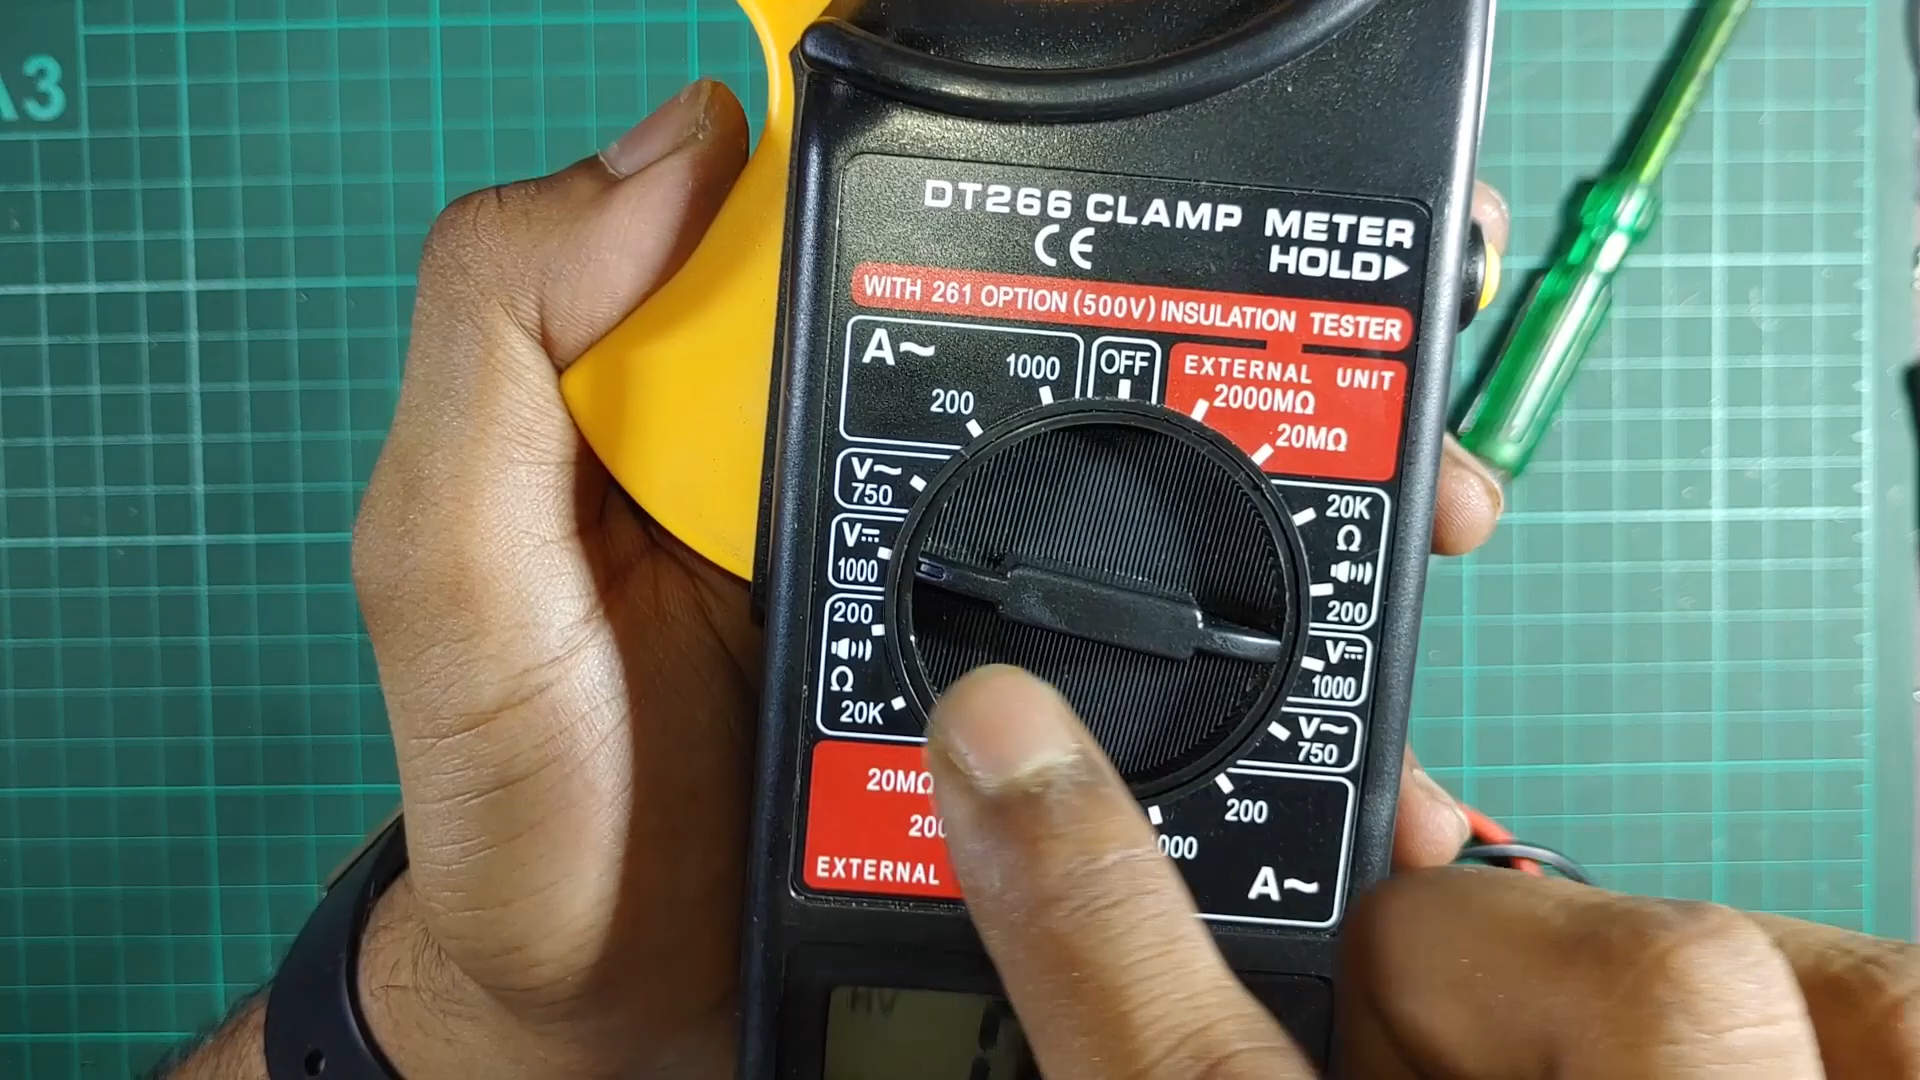 A3
DT266 CLAMP METER
CE
HOLD▶
WITH 261 OPTION (500V) INSULATION TESTER
A~
1000
200
OFF
EXTERNAL UNIT
2000MΩ
20MΩ
V~
750
V⎓
1000
200
Ω
20K
20K
Ω
200
V⎓
1000
V~
750
20MΩ
EXTERNAL
200
A~
HV